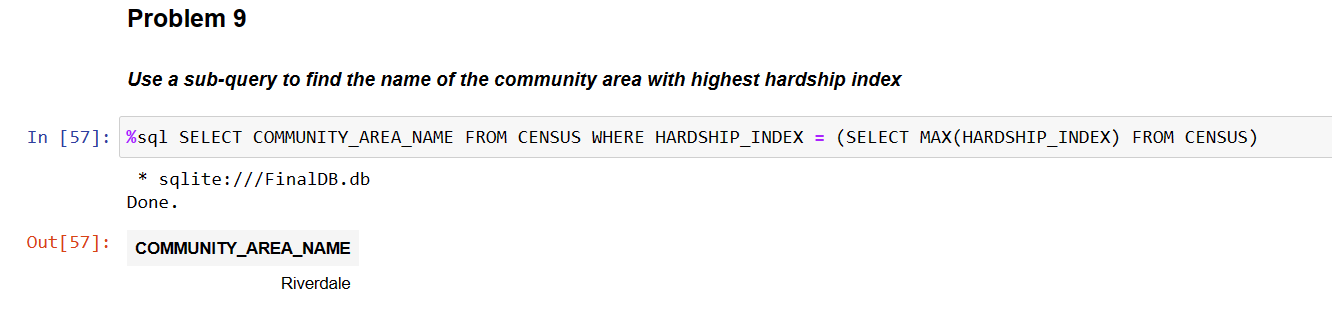 Problem 9
Use a sub-query to find the name of the community area with highest hardship index
In [57]: %sql SELECT COMMUNITY_AREA_NAME FROM CENSUS WHERE HARDSHIP_INDEX = (SELECT MAX(HARDSHIP_INDEX) FROM CENSUS)
* sqlite:///FinalDB.db
Done.
Out[57]: COMMUNITY_AREA_NAME
Riverdale